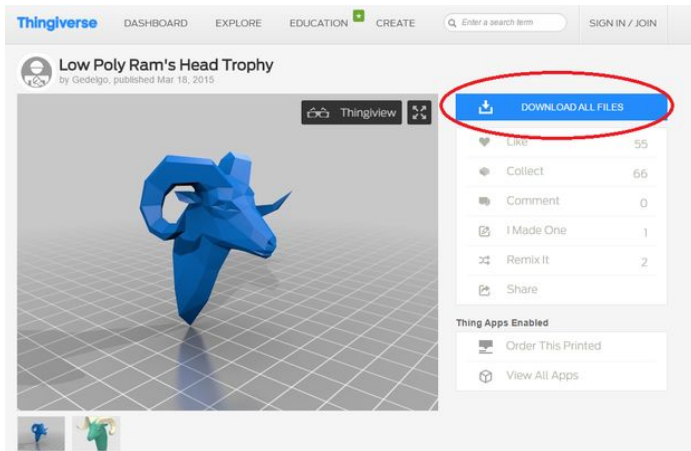 Thingiverse DASHBOARD EXPLORE EDUCATION CREATE Enter a search term SIGN IN / JOIN
Low Poly Ram's Head Trophy
by Gedelgo, published Mar 18, 2015
Thingiview
DOWNLOAD ALL FILES
Like 55
Collect 66
Comment 0
I Made One 1
Remix It 2
Share
Thing Apps Enabled
Order This Printed
View All Apps